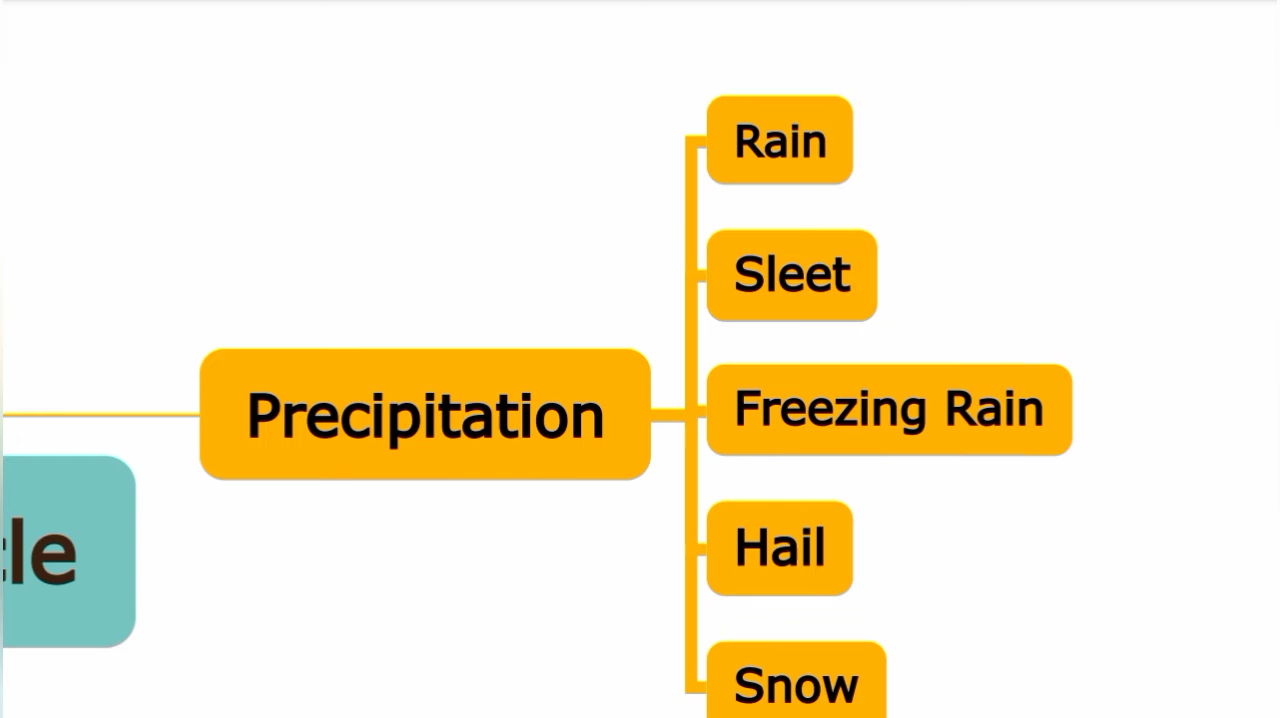 Rain
Sleet
Precipitation
Freezing Rain
Hail
Snow